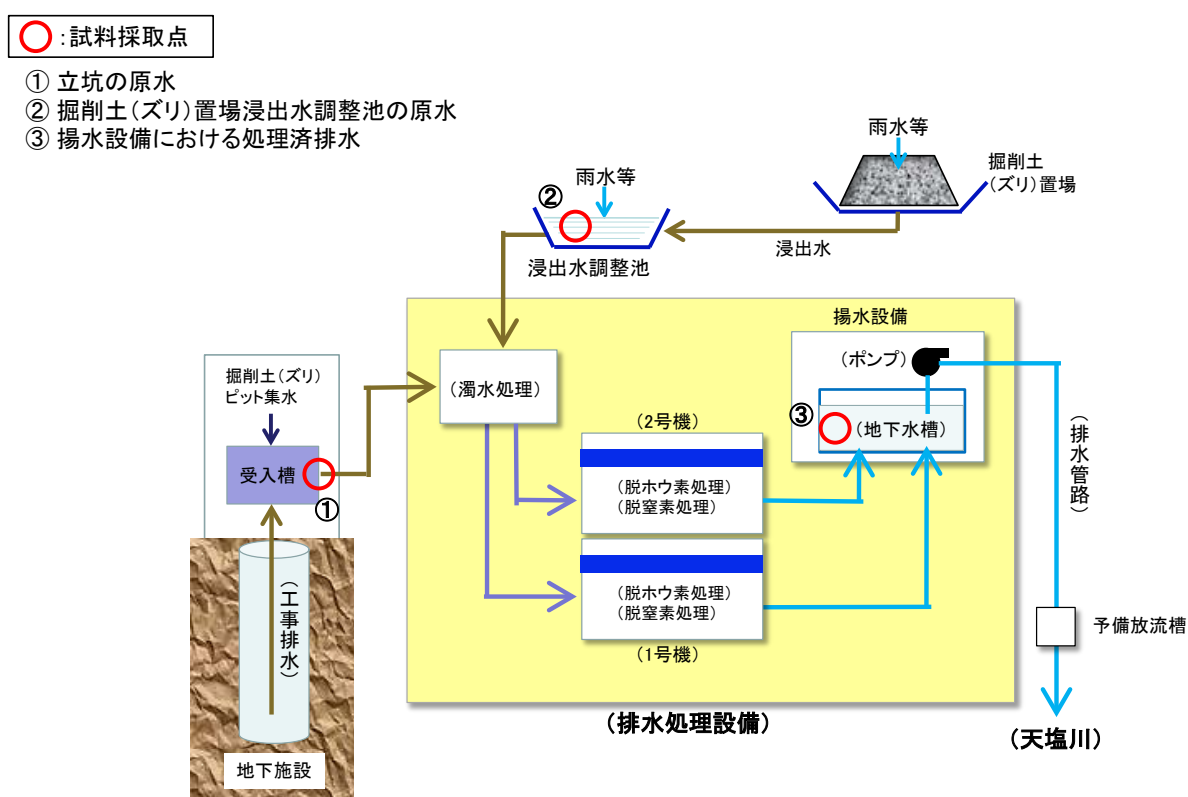 ：試料採取点
① 立坑の原水
② 掘削土（ズリ）置場浸出水調整池の原水
③ 揚水設備における処理済排水
雨水等
掘削土
（ズリ）置場
②
雨水等
浸出水
浸出水調整池
揚水設備
（ポンプ）
③
（地下水槽）
掘削土（ズリ）
ピット集水
受入槽
①
（濁水処理）
（2号機）
（脱ホウ素処理）
（脱窒素処理）
（脱ホウ素処理）
（脱窒素処理）
（1号機）
（排水管路）
（工事排水）
地下施設
予備放流槽
（排水処理設備）
（天塩川）